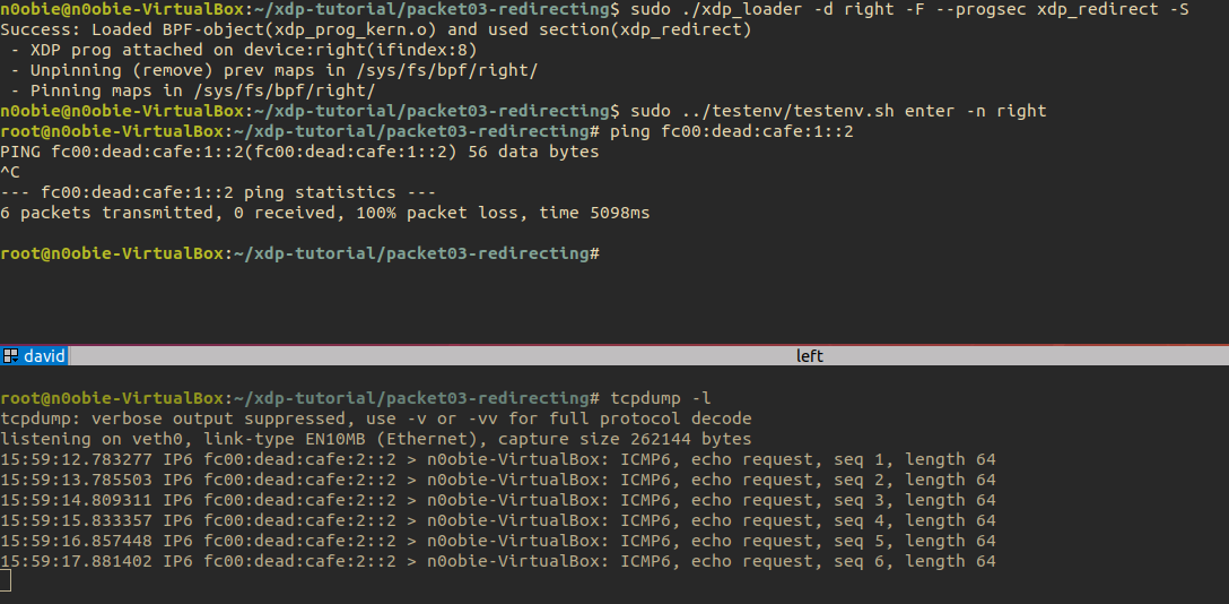 n0obie@n0obie-VirtualBox:~/xdp-tutorial/packet03-redirecting$ sudo ./xdp_loader -d right -F --progsec xdp_redirect -S
Success: Loaded BPF-object(xdp_prog_kern.o) and used section(xdp_redirect)
- XDP prog attached on device:right(ifindex:8)
- Unpinning (remove) prev maps in /sys/fs/bpf/right/
- Pinning maps in /sys/fs/bpf/right/
n0obie@n0obie-VirtualBox:~/xdp-tutorial/packet03-redirecting$ sudo ../testenv/testenv.sh enter -n right
root@n0obie-VirtualBox:~/xdp-tutorial/packet03-redirecting# ping fc00:dead:cafe:1::2
PING fc00:dead:cafe:1::2(fc00:dead:cafe:1::2) 56 data bytes
^C
--- fc00:dead:cafe:1::2 ping statistics ---
6 packets transmitted, 0 received, 100% packet loss, time 5098ms
root@n0obie-VirtualBox:~/xdp-tutorial/packet03-redirecting#
david left
root@n0obie-VirtualBox:~/xdp-tutorial/packet03-redirecting# tcpdump -l
tcpdump: verbose output suppressed, use -v or -vv for full protocol decode
listening on veth0, link-type EN10MB (Ethernet), capture size 262144 bytes
15:59:12.783277 IP6 fc00:dead:cafe:2::2 > n0obie-VirtualBox: ICMP6, echo request, seq 1, length 64
15:59:13.785503 IP6 fc00:dead:cafe:2::2 > n0obie-VirtualBox: ICMP6, echo request, seq 2, length 64
15:59:14.809311 IP6 fc00:dead:cafe:2::2 > n0obie-VirtualBox: ICMP6, echo request, seq 3, length 64
15:59:15.833357 IP6 fc00:dead:cafe:2::2 > n0obie-VirtualBox: ICMP6, echo request, seq 4, length 64
15:59:16.857448 IP6 fc00:dead:cafe:2::2 > n0obie-VirtualBox: ICMP6, echo request, seq 5, length 64
15:59:17.881402 IP6 fc00:dead:cafe:2::2 > n0obie-VirtualBox: ICMP6, echo request, seq 6, length 64